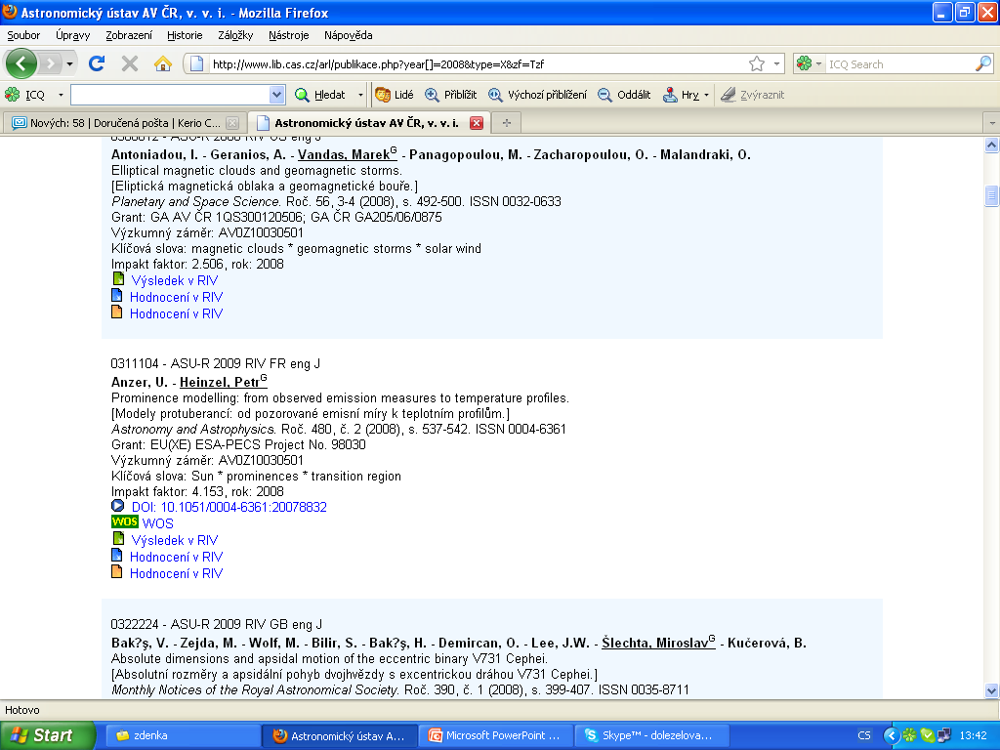 Astronomický ústav AV ČR, v. v. i. - Mozilla Firefox
Soubor Úpravy Zobrazení Historie Záložky Nástroje Nápověda
http://www.lib.cas.cz/arl/publikace.php?year[]=2008&type=X&zf=Tzf
ICQ Search
ICQ Hledat Lidé Přiblížit Výchozí přiblížení Oddálit Hry Zvýraznit
Nových: 58 | Doručená pošta | Kerio C... Astronomický ústav AV ČR, v. v. i.
- ASU-R 2008 RIV US eng J
Antoniadou, I. - Geranios, A. - Vandas, Marek G - Panagopoulou, M. - Zacharopoulou, O. - Malandraki, O.
Elliptical magnetic clouds and geomagnetic storms.
[Eliptická magnetická oblaka a geomagnetické bouře.]
Planetary and Space Science. Roč. 56, 3-4 (2008), s. 492-500. ISSN 0032-0633
Grant: GA AV ČR 1QS300120506; GA ČR GA205/06/0875
Výzkumný záměr: AV0Z10030501
Klíčová slova: magnetic clouds * geomagnetic storms * solar wind
Impakt faktor: 2.506, rok: 2008
Výsledek v RIV
Hodnocení v RIV
Hodnocení v RIV
0311104 - ASU-R 2009 RIV FR eng J
Anzer, U. - Heinzel, Petr G
Prominence modelling: from observed emission measures to temperature profiles.
[Modely protuberancí: od pozorované emisní míry k teplotním profilům.]
Astronomy and Astrophysics. Roč. 480, č. 2 (2008), s. 537-542. ISSN 0004-6361
Grant: EU(XE) ESA-PECS Project No. 98030
Výzkumný záměr: AV0Z10030501
Klíčová slova: Sun * prominences * transition region
Impakt faktor: 4.153, rok: 2008
DOI: 10.1051/0004-6361:20078832
WOS WOS
Výsledek v RIV
Hodnocení v RIV
Hodnocení v RIV
0322224 - ASU-R 2009 RIV GB eng J
Bak?ş, V. - Zejda, M. - Wolf, M. - Bilir, S. - Bak?ş, H. - Demircan, O. - Lee, J.W. - Šlechta, Miroslav G - Kučerová, B.
Absolute dimensions and apsidal motion of the eccentric binary V731 Cephei.
[Absolutní rozměry a apsidální pohyb dvojhvězdy s excentrickou dráhou V731 Cephei.]
Monthly Notices of the Royal Astronomical Society. Roč. 390, č. 1 (2008), s. 399-407. ISSN 0035-8711
Hotovo
Start zdenka Astronomický ústav A... Microsoft PowerPoint ... Skype™ - dolezelova... CS 13:42